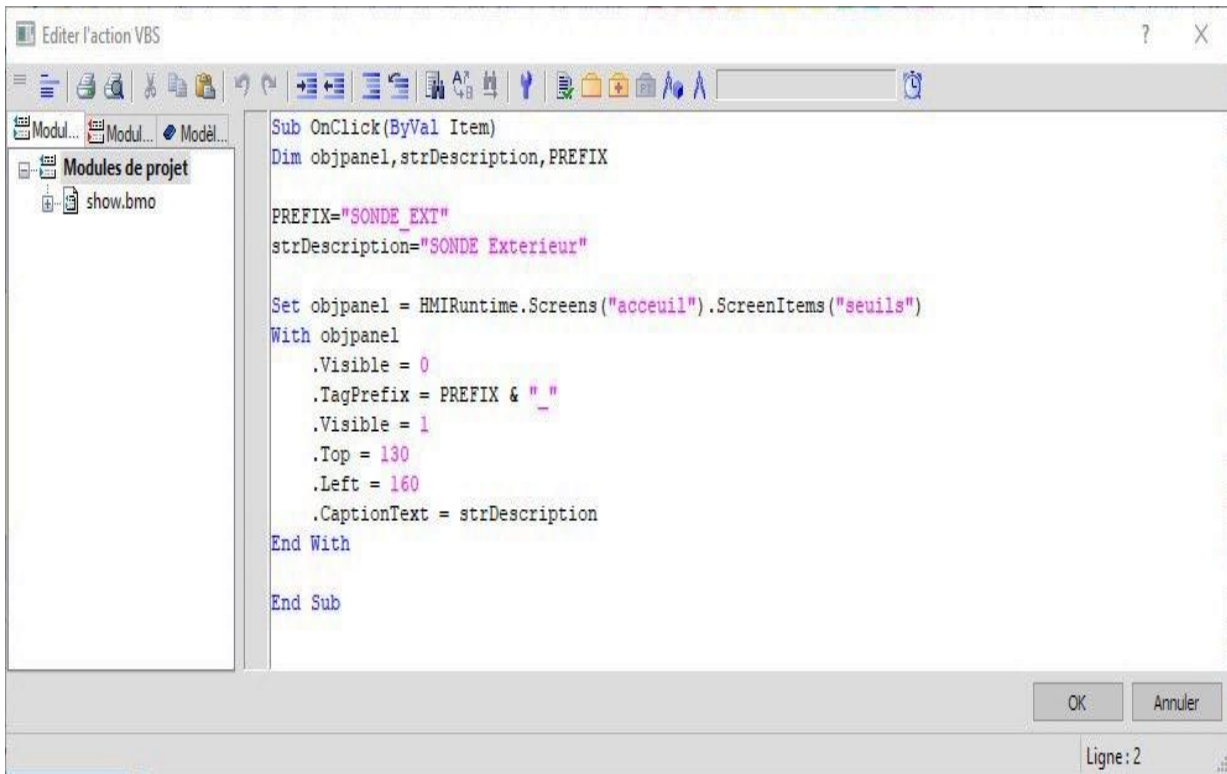 Editer l'action VBS
?
Modul...
Modul...
Modèl...
Modules de projet
show.bmo
Sub OnClick(ByVal Item)
Dim objpanel,strDescription,PREFIX
PREFIX="SONDE_EXT"
strDescription="SONDE Exterieur"
Set objpanel = HMIRuntime.Screens("acceuil").ScreenItems("seuils")
With objpanel
.Visible = 0
.TagPrefix = PREFIX & "_"
.Visible = 1
.Top = 130
.Left = 160
.CaptionText = strDescription
End With
End Sub
OK
Annuler
Ligne : 2